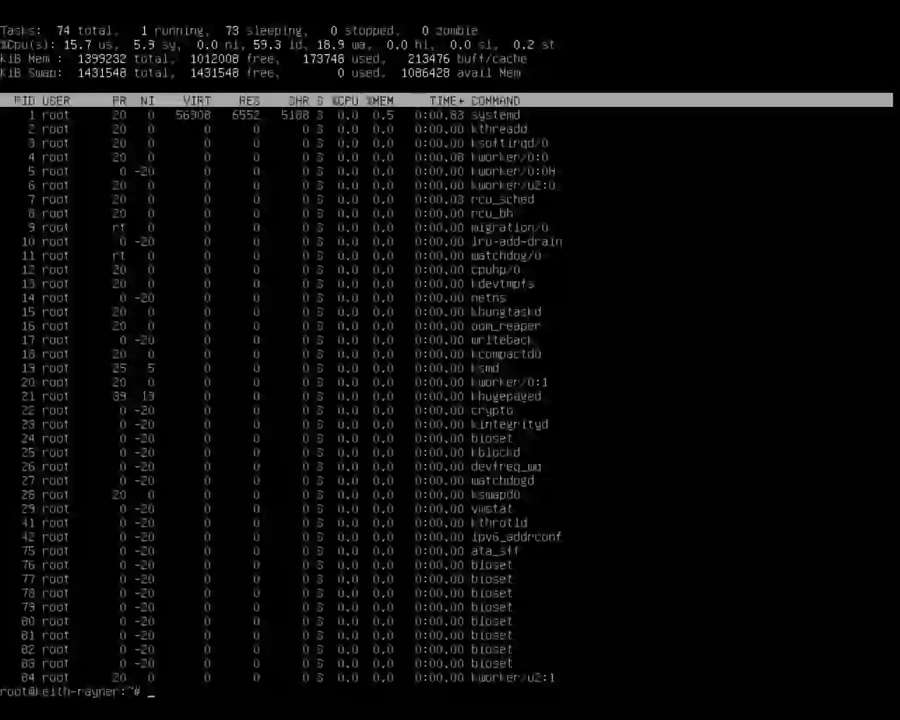 Tasks: 74 total, 1 running, 73 sleeping, 0 stopped, 0 zombie
%Cpu(s): 15.7 us, 5.9 sy, 0.0 ni, 59.3 id, 18.9 wa, 0.0 hi, 0.0 si, 0.2 st
KiB Mem : 1399232 total, 1012008 free, 173748 used, 213476 buff/cache
KiB Swap: 1431548 total, 1431548 free, 0 used, 1086428 avail Mem
PID USER PR NI VIRT RES SHR S %CPU %MEM TIME+ COMMAND
1 root 20 0 56908 6552 5188 S 0.0 0.5 0:00.83 systemd
2 root 20 0 0 0 0 S 0.0 0.0 0:00.00 kthreadd
3 root 20 0 0 0 0 S 0.0 0.0 0:00.00 ksoftirqd/0
4 root 20 0 0 0 0 S 0.0 0.0 0:00.08 kworker/0:0
5 root 0 -20 0 0 0 S 0.0 0.0 0:00.00 kworker/0:0H
6 root 20 0 0 0 0 S 0.0 0.0 0:00.00 kworker/u2:0
7 root 20 0 0 0 0 S 0.0 0.0 0:00.03 rcu_sched
8 root 20 0 0 0 0 S 0.0 0.0 0:00.00 rcu_bh
9 root rt 0 0 0 0 S 0.0 0.0 0:00.00 migration/0
10 root 0 -20 0 0 0 S 0.0 0.0 0:00.00 lru-add-drain
11 root rt 0 0 0 0 S 0.0 0.0 0:00.00 watchdog/0
12 root 20 0 0 0 0 S 0.0 0.0 0:00.00 cpuhp/0
13 root 20 0 0 0 0 S 0.0 0.0 0:00.00 kdevtmpfs
14 root 0 -20 0 0 0 S 0.0 0.0 0:00.00 netns
15 root 20 0 0 0 0 S 0.0 0.0 0:00.00 khungtaskd
16 root 20 0 0 0 0 S 0.0 0.0 0:00.00 oom_reaper
17 root 0 -20 0 0 0 S 0.0 0.0 0:00.00 writeback
18 root 20 0 0 0 0 S 0.0 0.0 0:00.00 kcompactd0
19 root 25 5 0 0 0 S 0.0 0.0 0:00.00 ksmd
20 root 20 0 0 0 0 S 0.0 0.0 0:00.00 kworker/0:1
21 root 39 19 0 0 0 S 0.0 0.0 0:00.00 khugepaged
22 root 0 -20 0 0 0 S 0.0 0.0 0:00.00 crypto
23 root 0 -20 0 0 0 S 0.0 0.0 0:00.00 kintegrityd
24 root 0 -20 0 0 0 S 0.0 0.0 0:00.00 bioset
25 root 0 -20 0 0 0 S 0.0 0.0 0:00.00 kblockd
26 root 0 -20 0 0 0 S 0.0 0.0 0:00.00 devfreq_wq
27 root 0 -20 0 0 0 S 0.0 0.0 0:00.00 watchdogd
28 root 20 0 0 0 0 S 0.0 0.0 0:00.00 kswapd0
29 root 0 -20 0 0 0 S 0.0 0.0 0:00.00 vmstat
41 root 0 -20 0 0 0 S 0.0 0.0 0:00.00 kthrotld
42 root 0 -20 0 0 0 S 0.0 0.0 0:00.00 ipv6_addrconf
75 root 0 -20 0 0 0 S 0.0 0.0 0:00.00 ata_sff
76 root 0 -20 0 0 0 S 0.0 0.0 0:00.00 bioset
77 root 0 -20 0 0 0 S 0.0 0.0 0:00.00 bioset
78 root 0 -20 0 0 0 S 0.0 0.0 0:00.00 bioset
79 root 0 -20 0 0 0 S 0.0 0.0 0:00.00 bioset
80 root 0 -20 0 0 0 S 0.0 0.0 0:00.00 bioset
81 root 0 -20 0 0 0 S 0.0 0.0 0:00.00 bioset
82 root 0 -20 0 0 0 S 0.0 0.0 0:00.00 bioset
83 root 0 -20 0 0 0 S 0.0 0.0 0:00.00 bioset
84 root 20 0 0 0 0 S 0.0 0.0 0:00.00 kworker/u2:1
root@keith-rayner:~# _